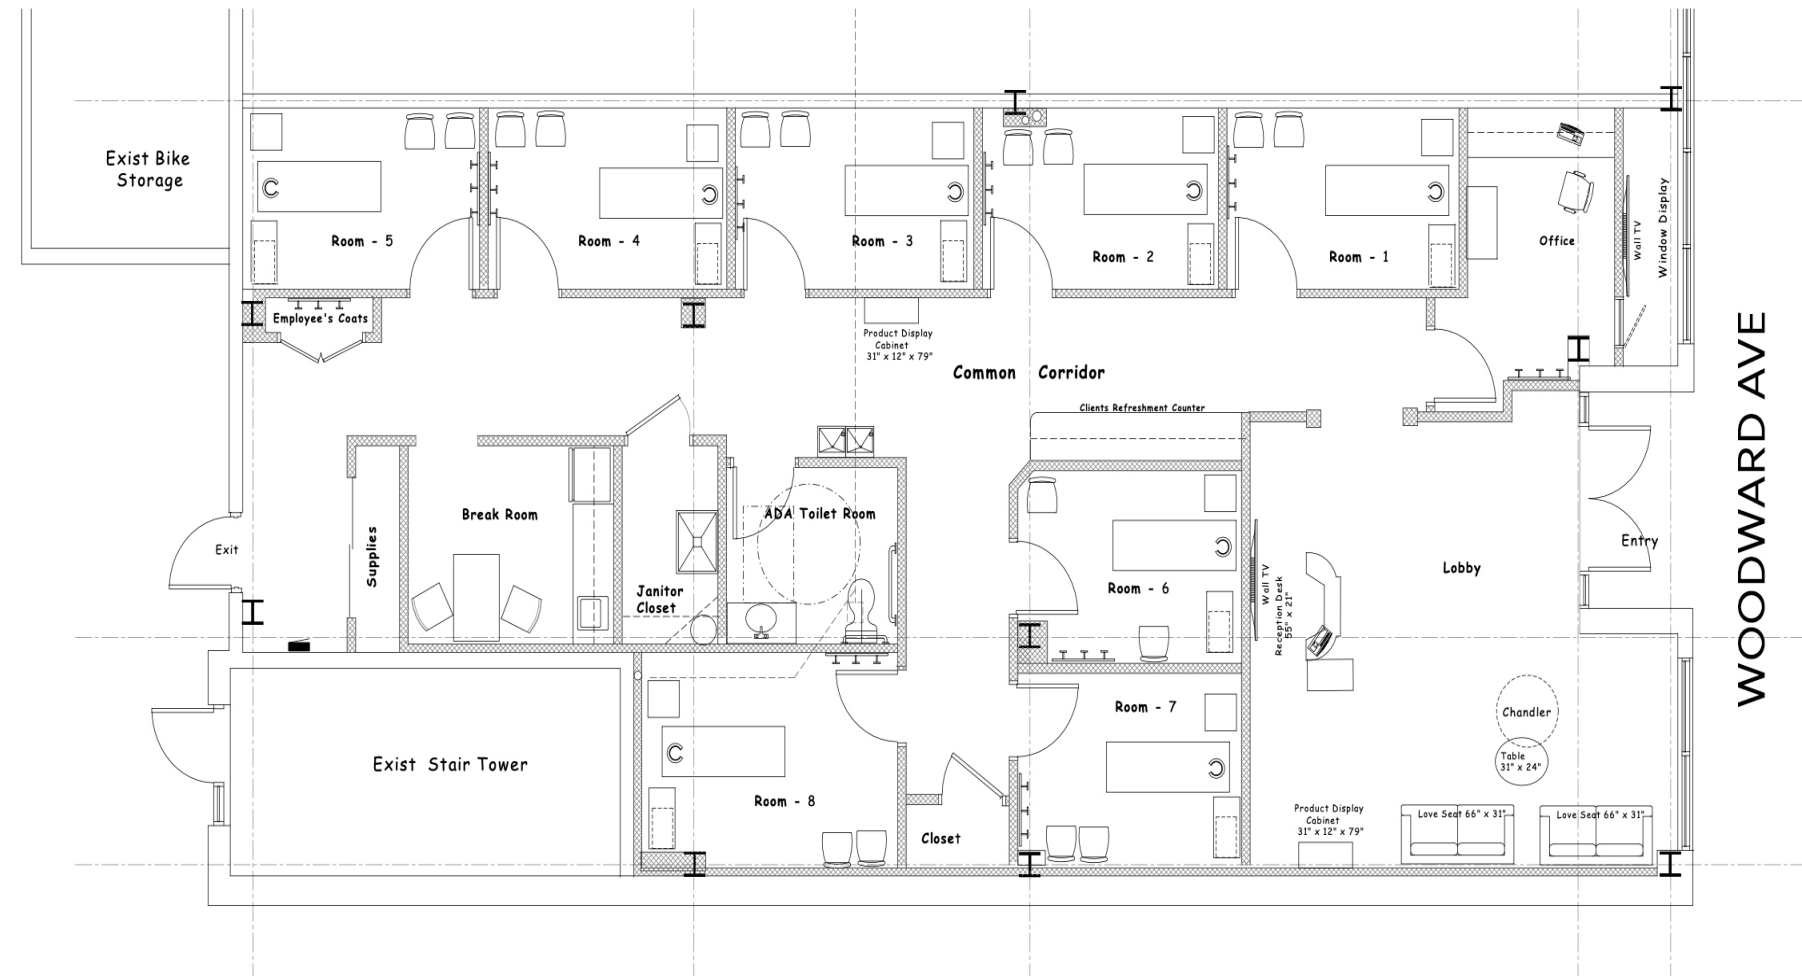 Exist Bike
Storage
Room - 5
Room - 4
Room - 3
Room - 2
Room - 1
Office
Wall TV
Window Display
Employee's Coats
Product Display
Cabinet
31" x 12" x 79"
Common Corridor
Clients Refreshment Counter
WOODWARD AVE
Exit
Supplies
Break Room
Janitor
Closet
ADA Toilet Room
Room - 6
Wall TV
Reception Desk
55" x 21"
Lobby
Entry
Exist Stair Tower
Room - 8
Closet
Room - 7
Chandler
Table
31" x 24"
Product Display
Cabinet
31" x 12" x 79"
Love Seat 66" x 31"
Love Seat 66" x 31"